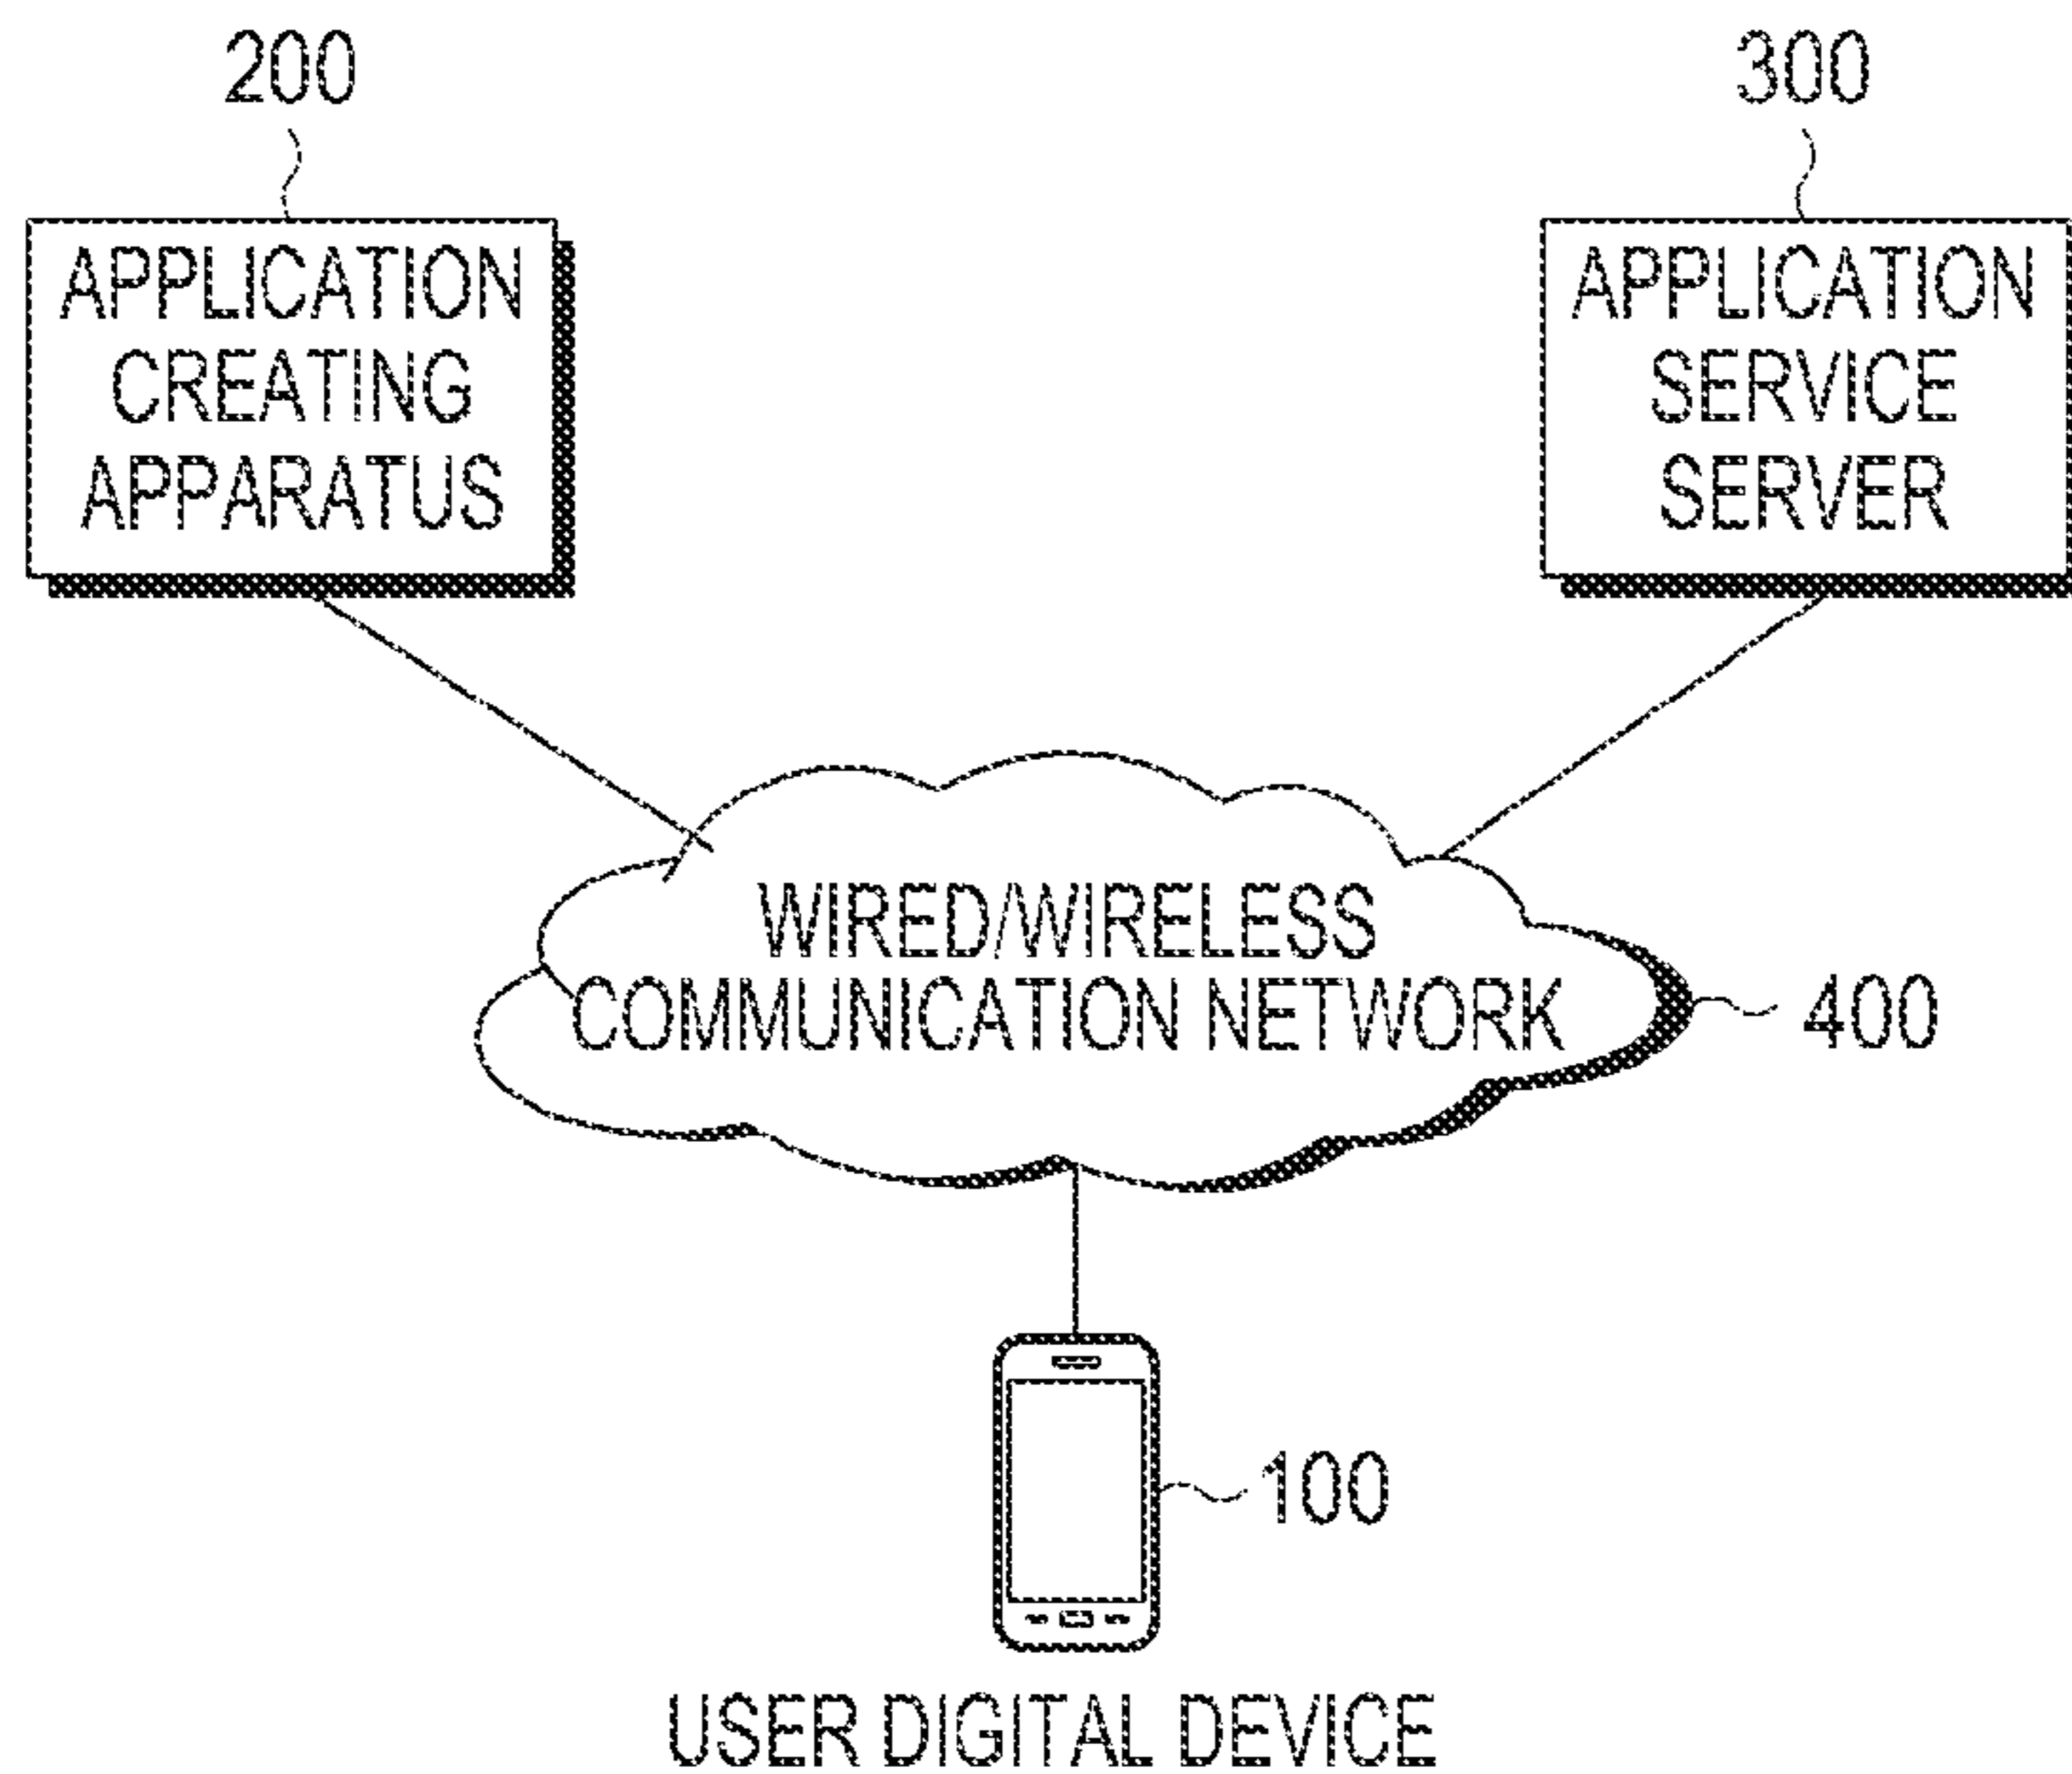 200
300
APPLICATION
CREATING
APPARATUS
APPLICATION
SERVICE
SERVER
WIRED/WIRELESS
COMMUNICATION NETWORK
400
100
USER DIGITAL DEVICE